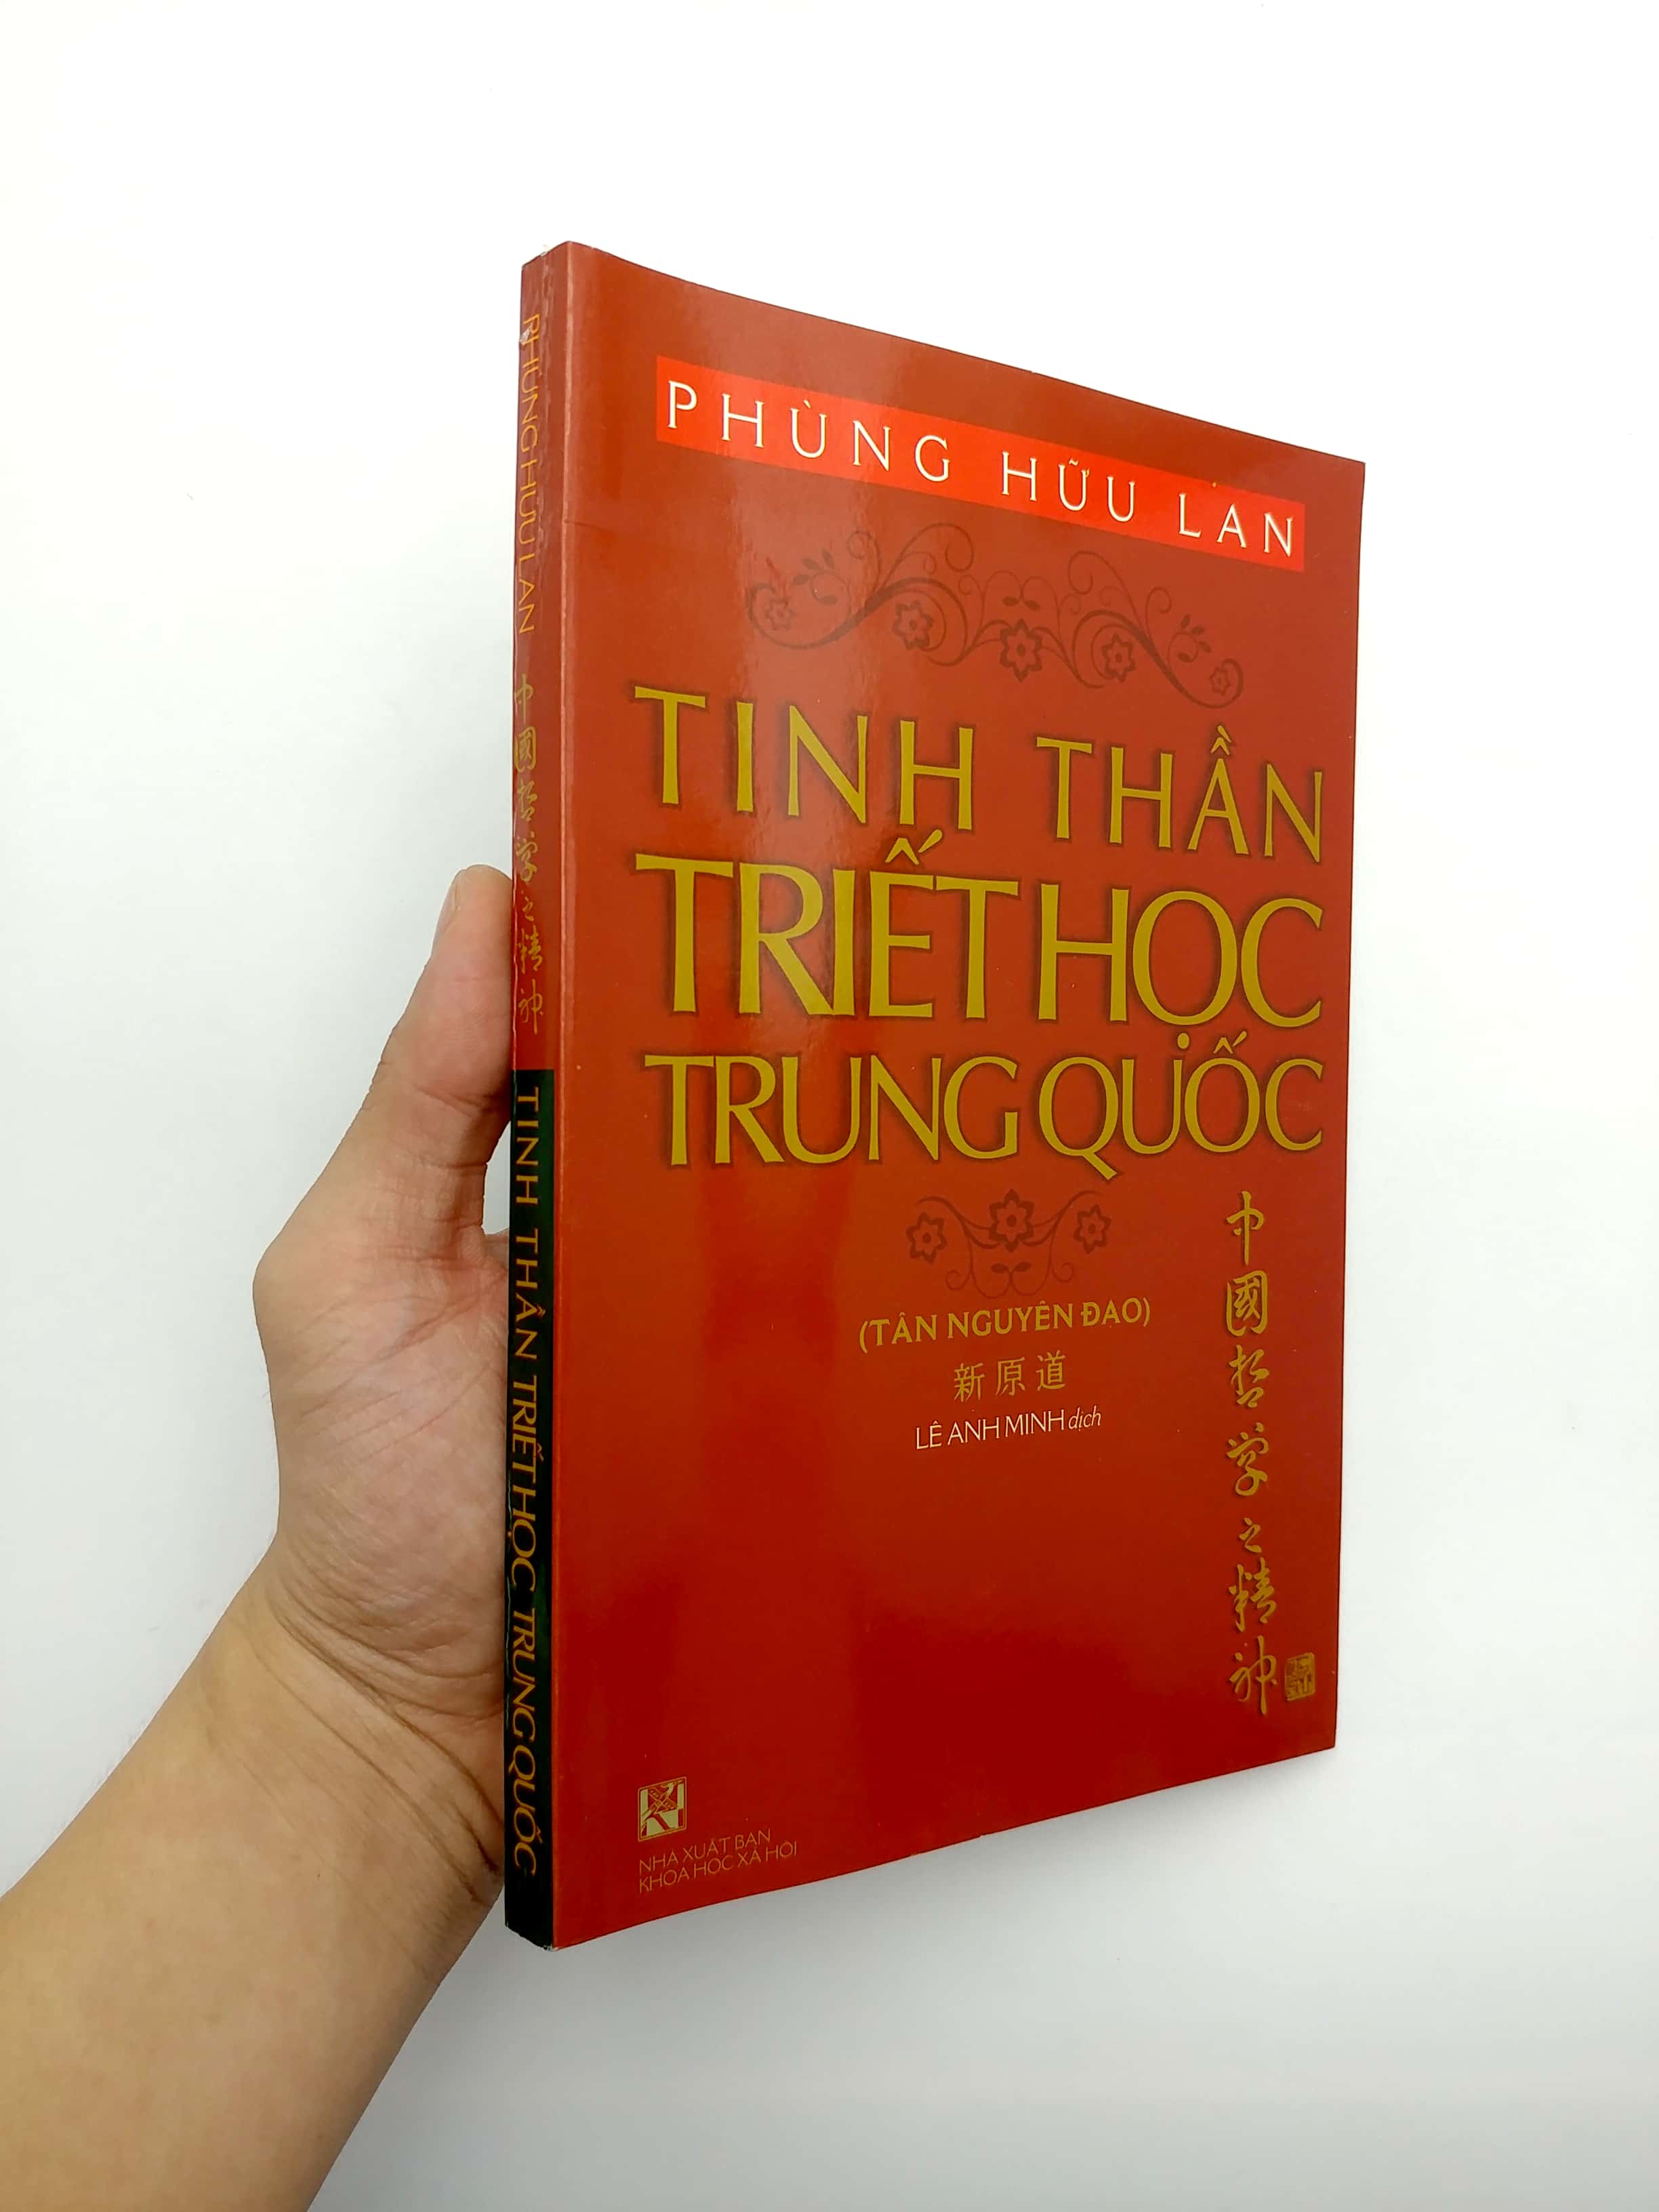 PHÙNG HỮU LAN
TINH THẦN
TRIẾT HỌC
TRUNG QUỐC
(TÂN NGUYÊN ĐẠO)
新原道
LÊ ANH MINH dịch
中國哲学之精神
NHÀ XUẤT BẢN
KHOA HỌC XÃ HỘI
PHÙNG HỮU LAN 中國哲学之精神 TINH THẦN TRIẾT HỌC TRUNG QUỐC